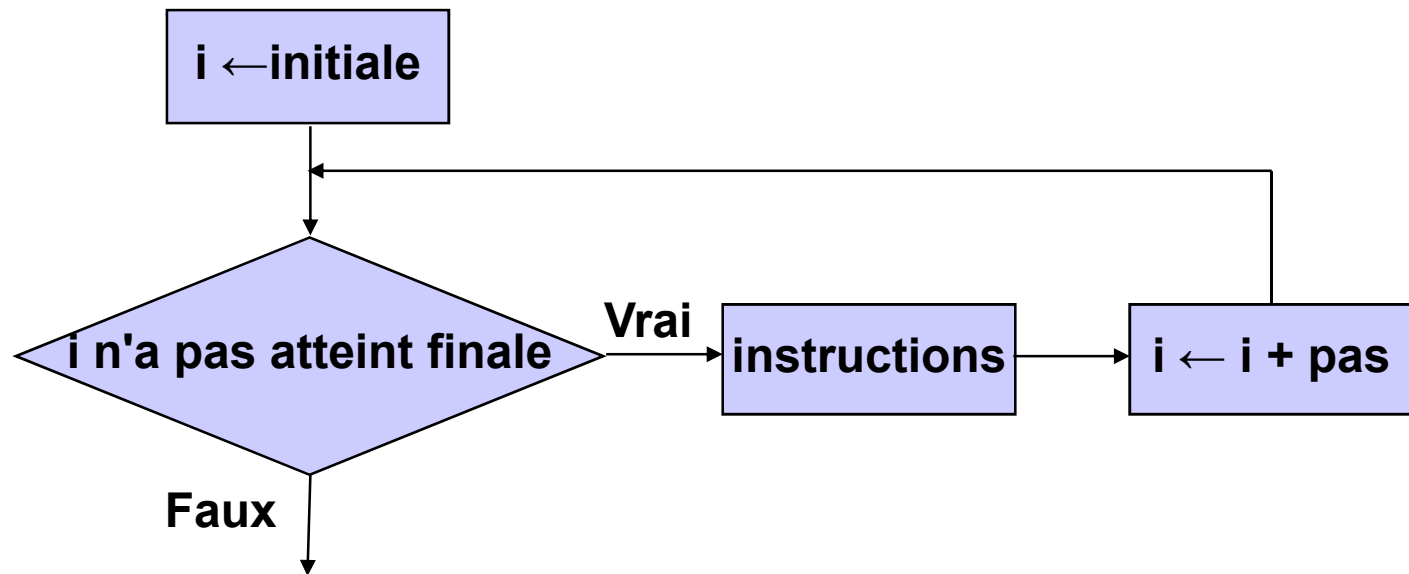 i ←initiale
Vrai
i n'a pas atteint finale
instructions
i ← i + pas
Faux